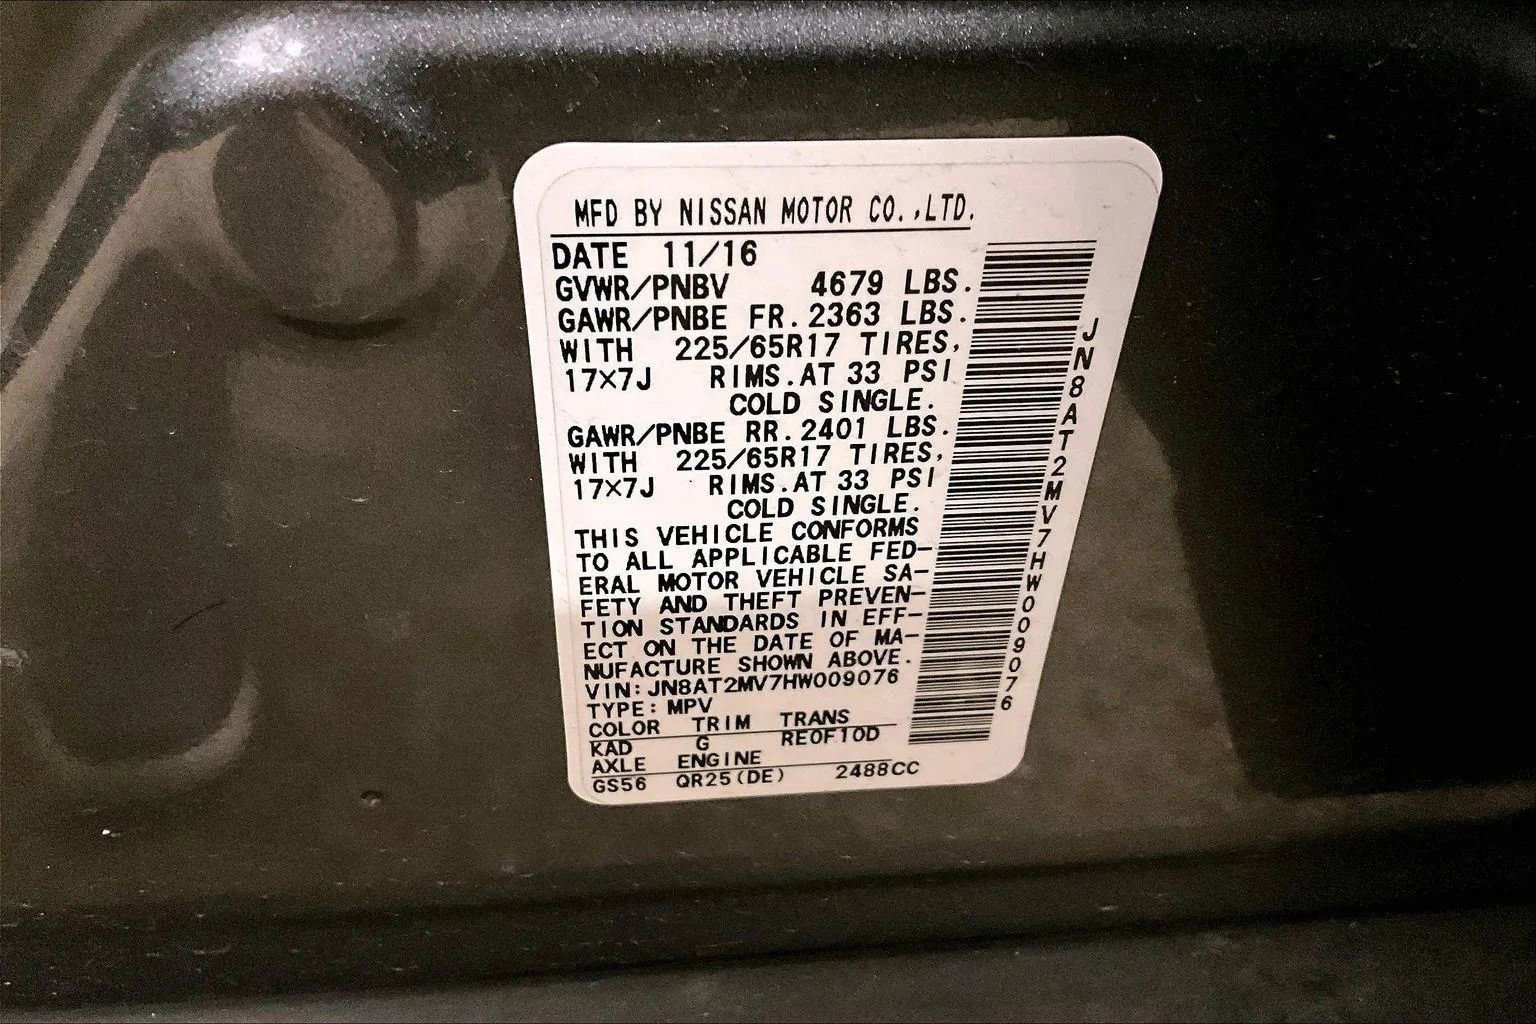 MFD BY NISSAN MOTOR CO.,LTD.
DATE 11/16
GVWR/PNBV 4679 LBS.
GAWR/PNBE FR.2363 LBS.
WITH 225/65R17 TIRES,
17×7J RIMS.AT 33 PSI
COLD SINGLE.
GAWR/PNBE RR.2401 LBS.
WITH 225/65R17 TIRES,
17×7J RIMS.AT 33 PSI
COLD SINGLE.
THIS VEHICLE CONFORMS
TO ALL APPLICABLE FED-
ERAL MOTOR VEHICLE SA-
FETY AND THEFT PREVEN-
TION STANDARDS IN EFF-
ECT ON THE DATE OF MA-
NUFACTURE SHOWN ABOVE.
VIN:JN8AT2MV7HW009076
TYPE:MPV
COLOR TRIM TRANS
KAD G RE0F10D
AXLE ENGINE
GS56 QR25(DE) 2488CC
JN8AT2MV7HW009076